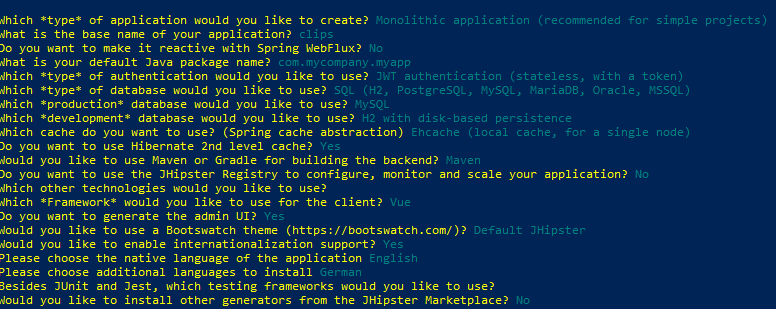 Which *type* of application would you like to create? Monolithic application (recommended for simple projects)
What is the base name of your application? clips
Do you want to make it reactive with Spring WebFlux? No
What is your default Java package name? com.mycompany.myapp
Which *type* of authentication would you like to use? JWT authentication (stateless, with a token)
Which *type* of database would you like to use? SQL (H2, PostgreSQL, MySQL, MariaDB, Oracle, MSSQL)
Which *production* database would you like to use? MySQL
Which *development* database would you like to use? H2 with disk-based persistence
Which cache do you want to use? (Spring cache abstraction) Ehcache (local cache, for a single node)
Do you want to use Hibernate 2nd level cache? Yes
Would you like to use Maven or Gradle for building the backend? Maven
Do you want to use the JHipster Registry to configure, monitor and scale your application? No
Which other technologies would you like to use?
Which *Framework* would you like to use for the client? Vue
Do you want to generate the admin UI? Yes
Would you like to use a Bootswatch theme (https://bootswatch.com/)? Default JHipster
Would you like to enable internationalization support? Yes
Please choose the native language of the application English
Please choose additional languages to install German
Besides JUnit and Jest, which testing frameworks would you like to use?
Would you like to install other generators from the JHipster Marketplace? No